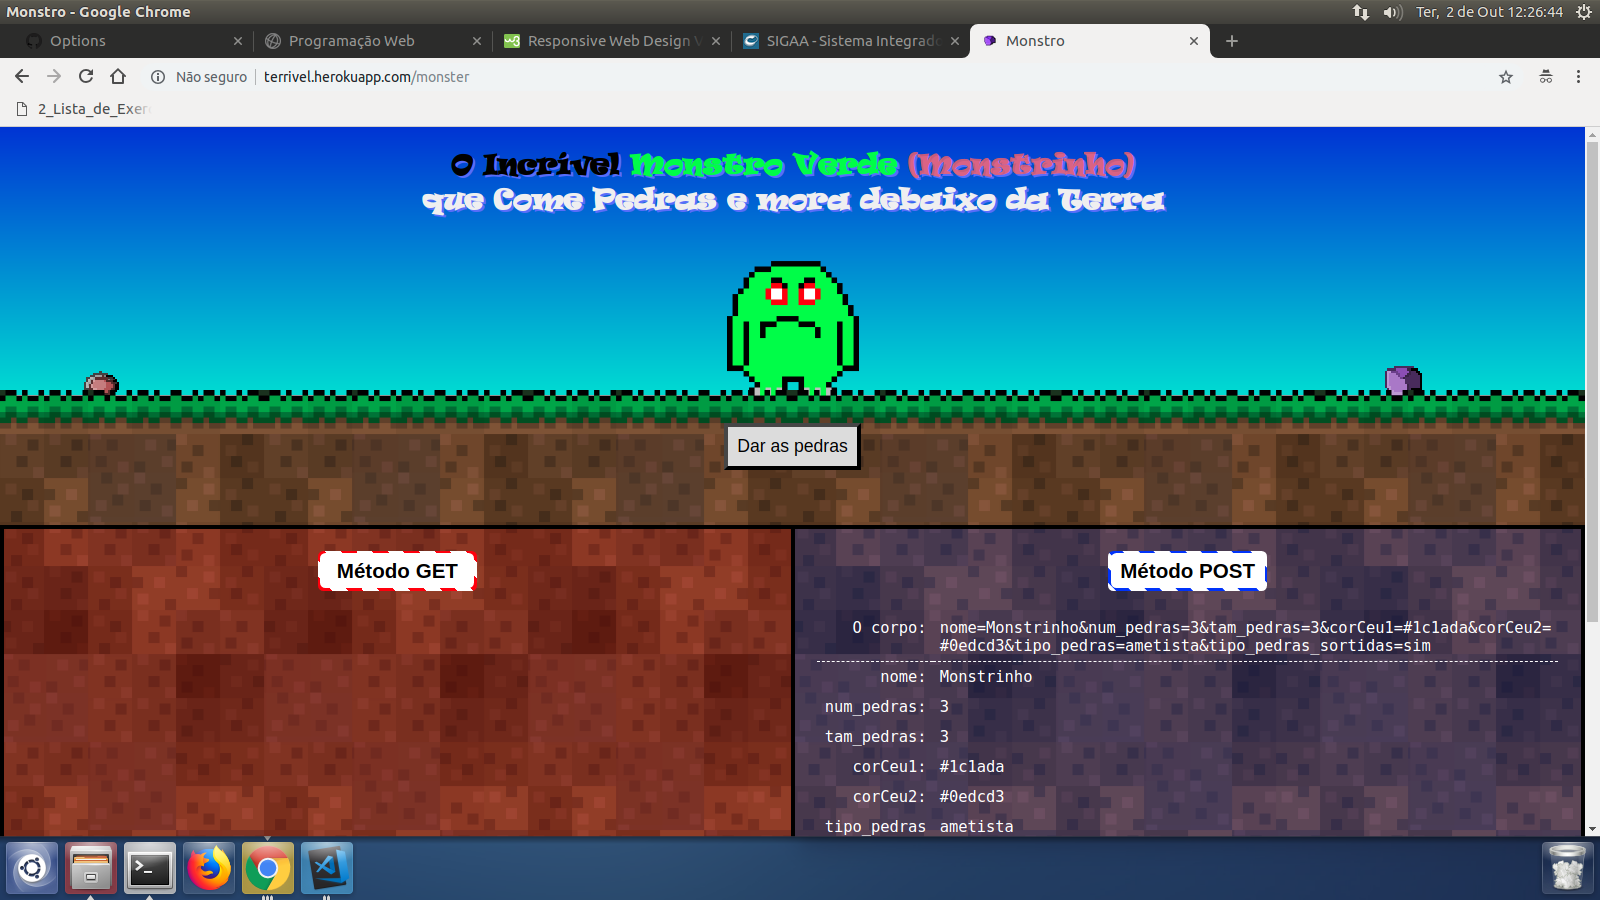 Monstro - Google Chrome
Ter, 2 de Out 12:26:44
Options
Programação Web
Responsive Web Design
SIGAA - Sistema Integrado
Monstro
Não seguro
terrivel.herokuapp.com/monster
2_Lista_de_Exer
O Incrível Monstro Verde (Monstrinho)
que Come Pedras e mora debaixo da Terra
Dar as pedras
Método GET
Método POST
O corpo: nome=Monstrinho&num_pedras=3&tam_pedras=3&corCeu1=#1c1ada&corCeu2=
#0edcd3&tipo_pedras=ametista&tipo_pedras_sortidas=sim
nome: Monstrinho
num_pedras: 3
tam_pedras: 3
corCeu1: #1c1ada
corCeu2: #0edcd3
tipo_pedras ametista